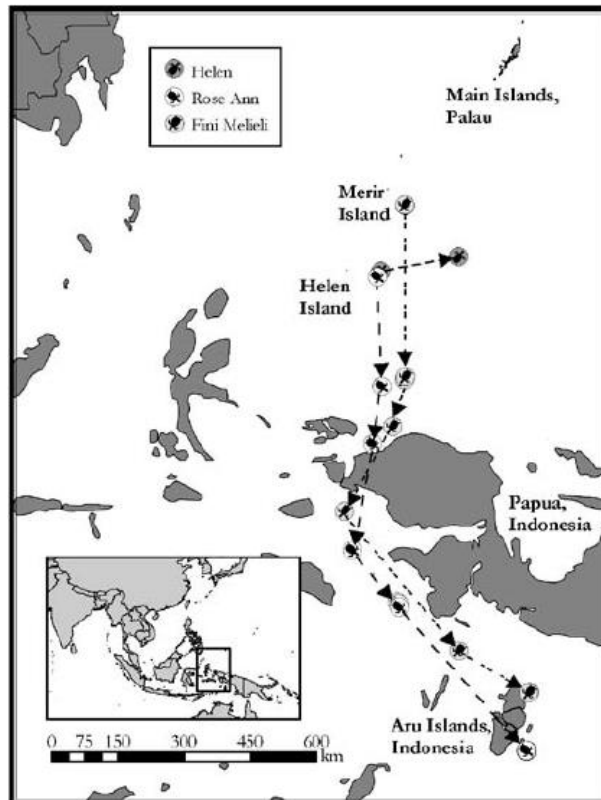 Helen
Rose Ann
Fini Melieli
Main Islands,
Palau
Merir
Island
Helen
Island
Papua,
Indonesia
Aru Islands,
Indonesia
0 75 150 300 450 600
km